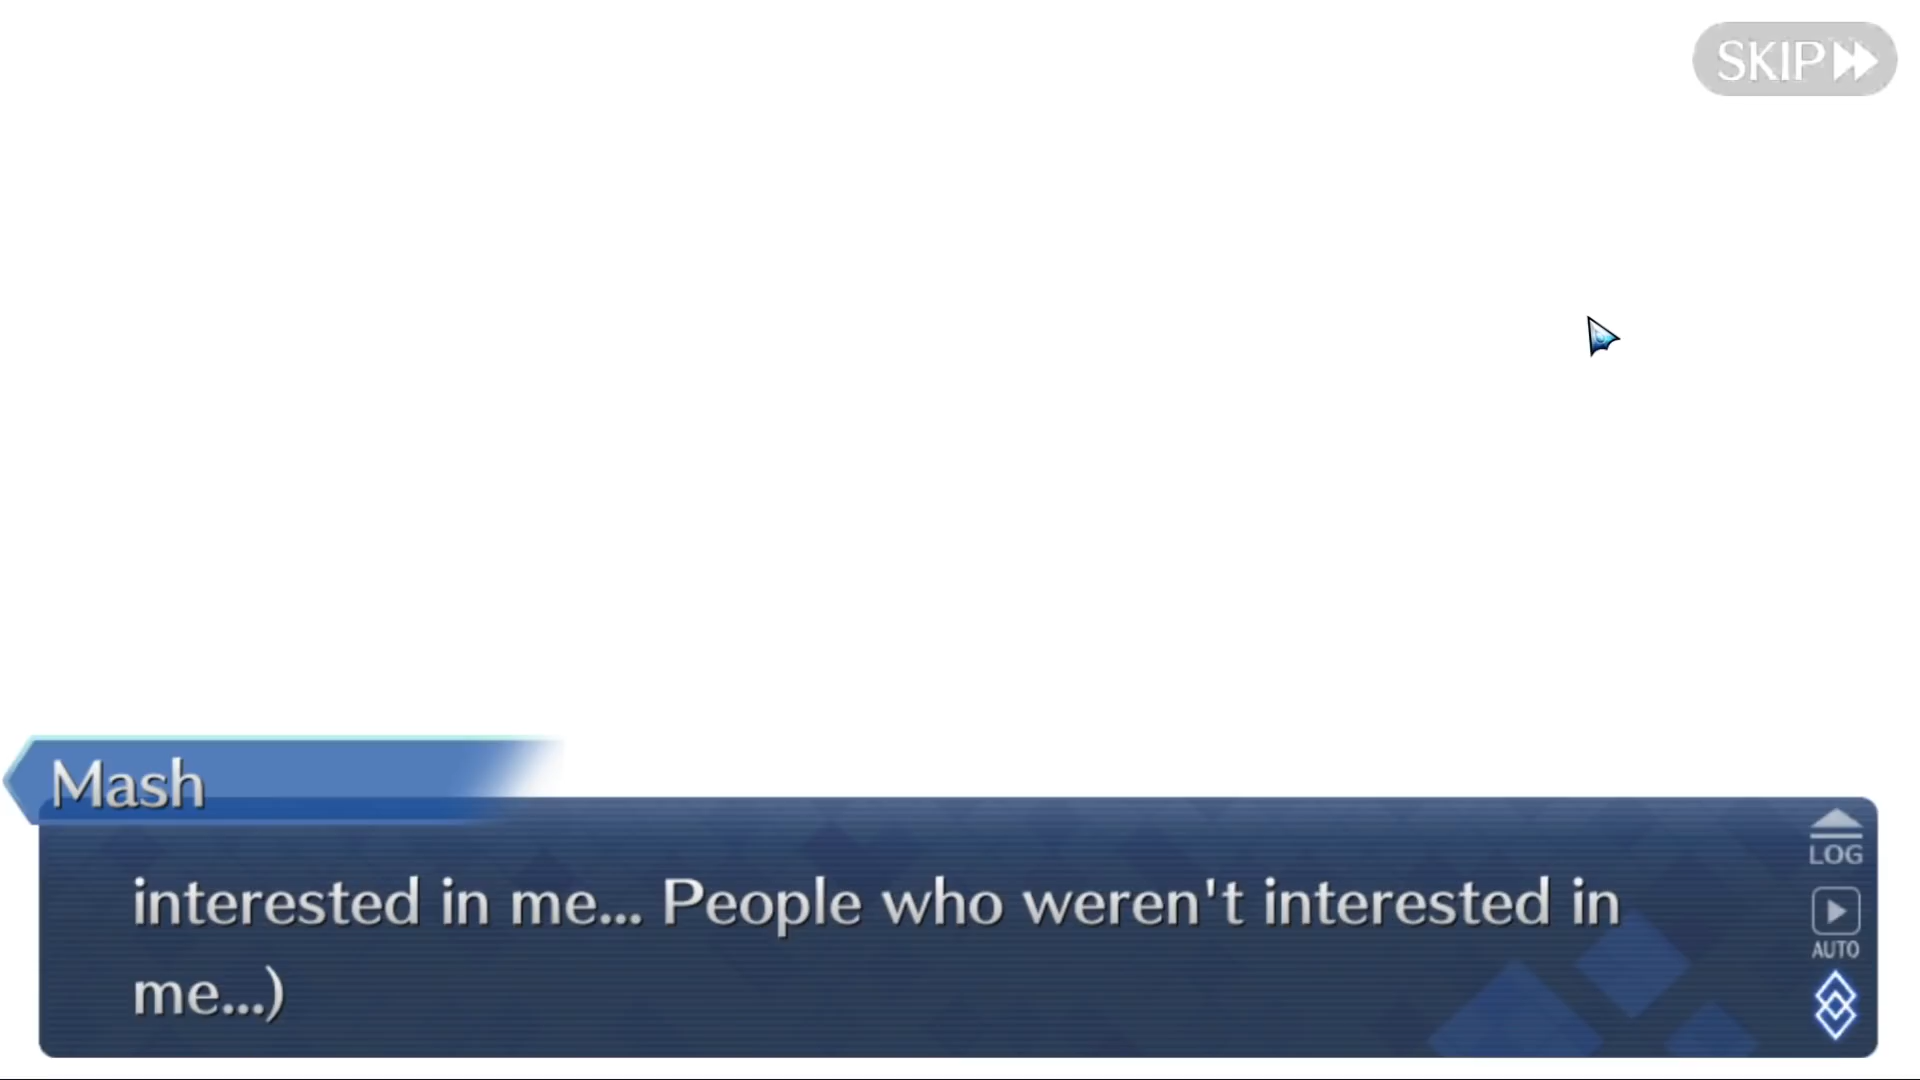 SKIP
Mash
interested in me... People who weren't interested in
me...)
LOG
AUTO